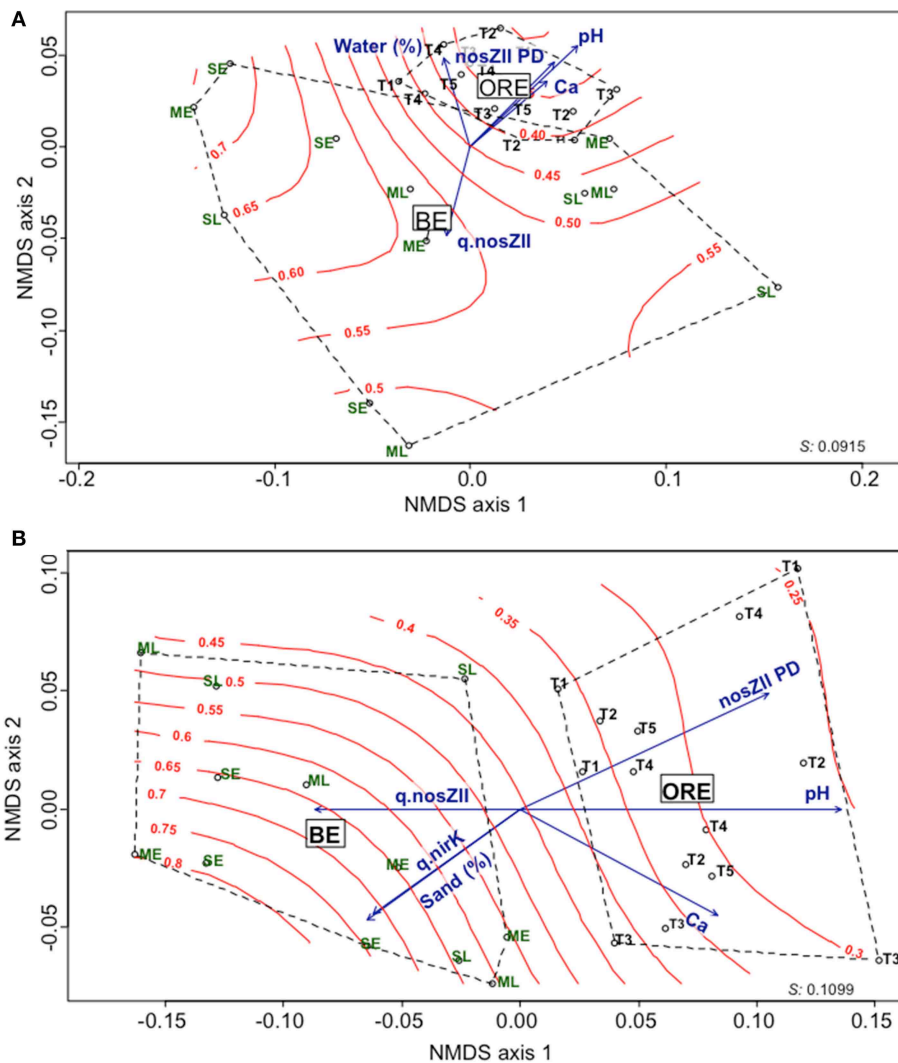 A
0.05
0.00
-0.05
-0.10
-0.15
NMDS axis 2
Water (%)
T4
T2
pH
nosZII PD
T4
T5
ORE
Ca
T1
T4
T3
T5
T2
T3
T2
SE
ME
SE
0.7
0.65
SL
ML
BE
ME
q.nosZII
0.40
ME
0.45
SL
ML
0.50
0.60
0.55
0.55
SL
0.5
SE
ML
S: 0.0915
-0.2
-0.1
0.0
0.1
0.2
NMDS axis 1
B
0.10
0.05
0.00
-0.05
NMDS axis 2
T1
0.25
T4
0.35
0.4
0.45
ML
SL
SL
0.5
T1
nosZII PD
0.55
T2
T5
0.6
0.65
SE
ML
T1
T4
T2
0.7
q.nosZII
ORE
pH
0.75
BE
T4
ME
SE
0.8
q.nirK
ME
Sand (%)
T2
T5
Ca
SE
ME
T3
T3
SL
ML
0.3
T3
S: 0.1099
-0.15
-0.10
-0.05
0.00
0.05
0.10
0.15
NMDS axis 1